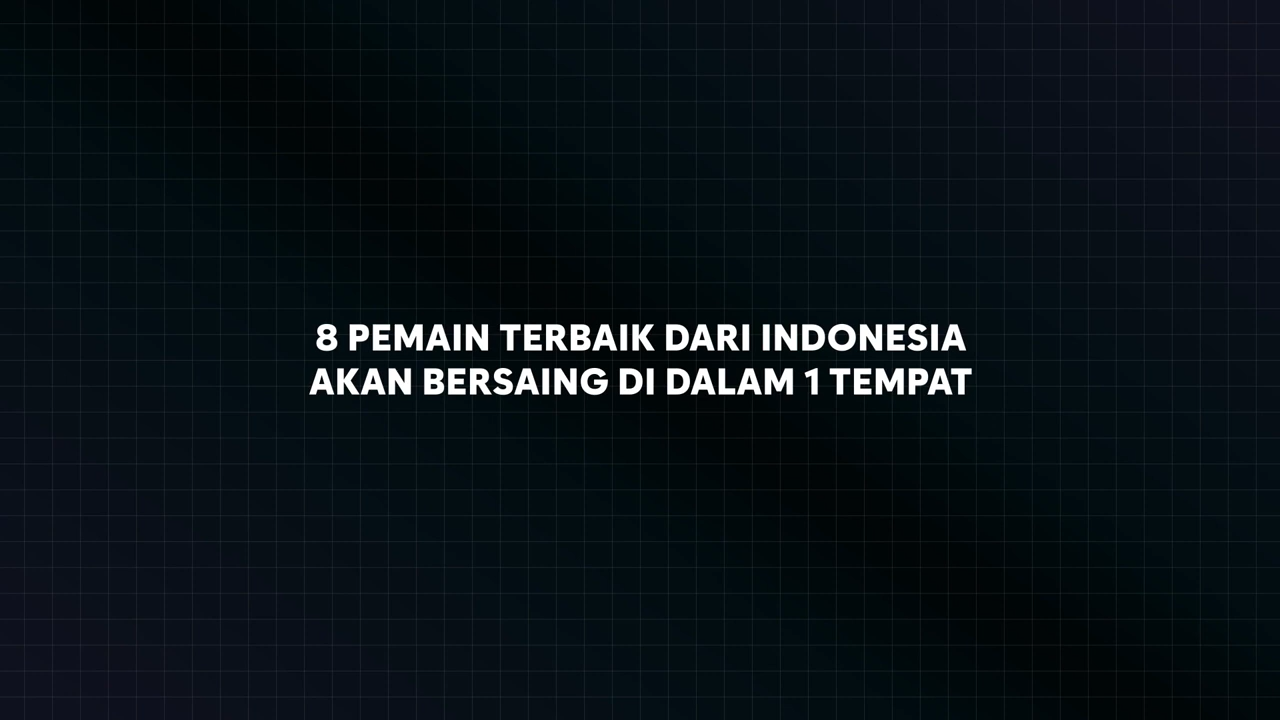 8 PEMAIN TERBAIK DARI INDONESIA
AKAN BERSAING DI DALAM 1 TEMPAT